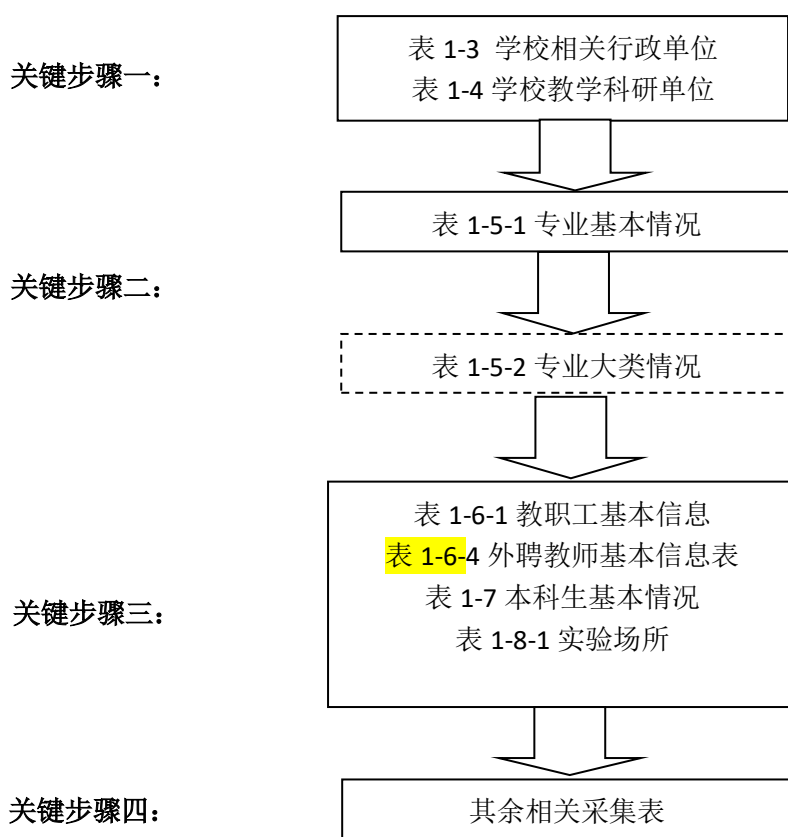 关键步骤一：
表 1-3 学校相关行政单位
表 1-4 学校教学科研单位
表 1-5-1 专业基本情况
关键步骤二：
表 1-5-2 专业大类情况
表 1-6-1 教职工基本信息
表 1-6-4 外聘教师基本信息表
表 1-7 本科生基本情况
关键步骤三：
表 1-8-1 实验场所
关键步骤四：
其余相关采集表